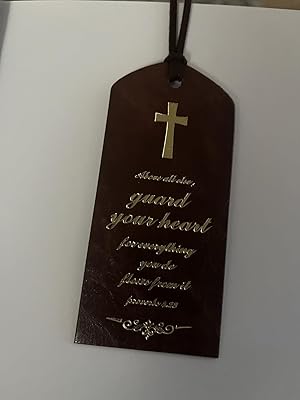 Above all else,
guard
your heart
for everything
you do
flows from it
proverbs 4:23